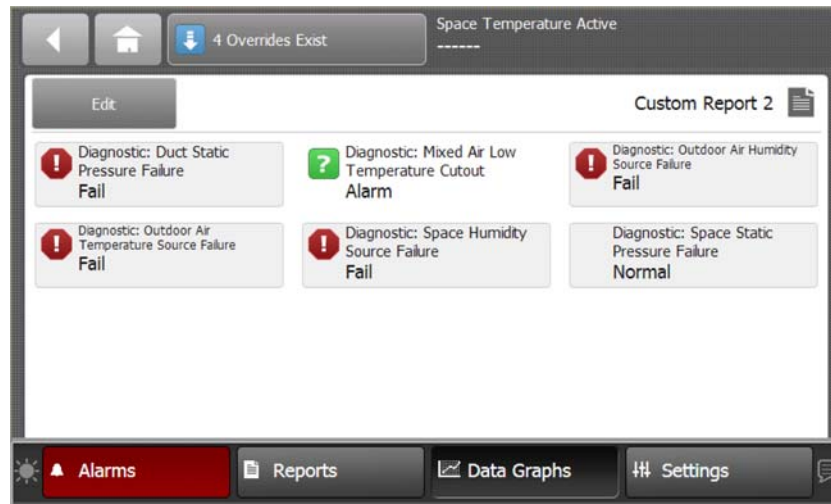 4 Overrides Exist
Space Temperature Active
------
Edit
Custom Report 2
Diagnostic: Duct Static
Pressure Failure
Fail
Diagnostic: Mixed Air Low
Temperature Cutout
Alarm
Diagnostic: Outdoor Air Humidity
Source Failure
Fail
Diagnostic: Outdoor Air
Temperature Source Failure
Fail
Diagnostic: Space Humidity
Source Failure
Fail
Diagnostic: Space Static
Pressure Failure
Normal
Alarms
Reports
Data Graphs
Settings